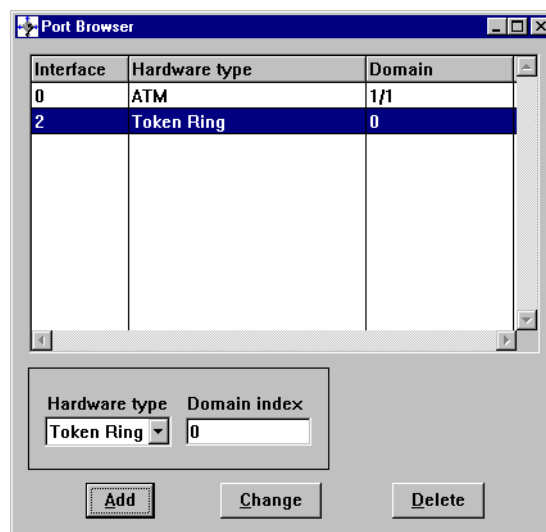 Port Browser
Interface Hardware type Domain
0 ATM 1/1
2 Token Ring 0
Hardware type Domain index
Token Ring 0
Add Change Delete